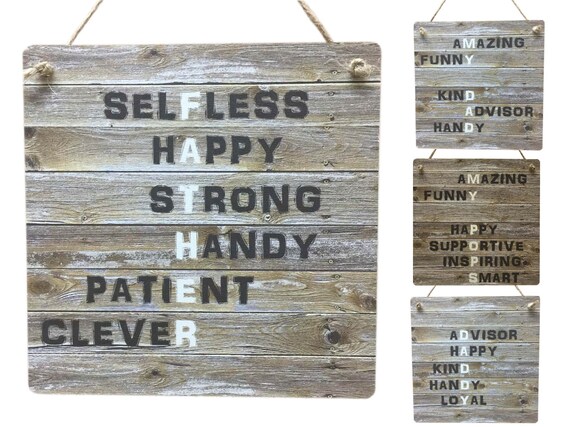 SELFLESS
HAPPY
STRONG
HANDY
PATIENT
CLEVER
AMAZING
FUNNY
KIND
ADVISOR
HANDY
AMAZING
FUNNY
HAPPY
SUPPORTIVE
INSPIRING
SMART
ADVISOR
HAPPY
KIND
HANDY
LOYAL